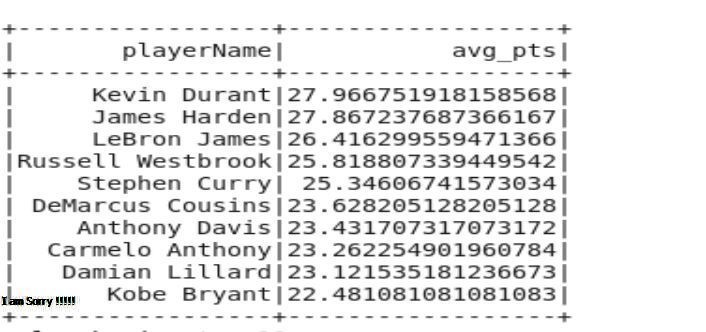 +-----------------+------------------+
| playerName| avg_pts|
+-----------------+------------------+
| Kevin Durant|27.966751918158568|
| James Harden|27.867237687366167|
| LeBron James|26.416299559471366|
|Russell Westbrook|25.818807339449542|
| Stephen Curry| 25.34606741573034|
| DeMarcus Cousins|23.628205128205128|
| Anthony Davis|23.431707317073172|
| Carmelo Anthony|23.262254901960784|
| Damian Lillard|23.121535181236673|
I am Sorry !!!!!
| Kobe Bryant|22.481081081081083|
+-----------------+------------------+